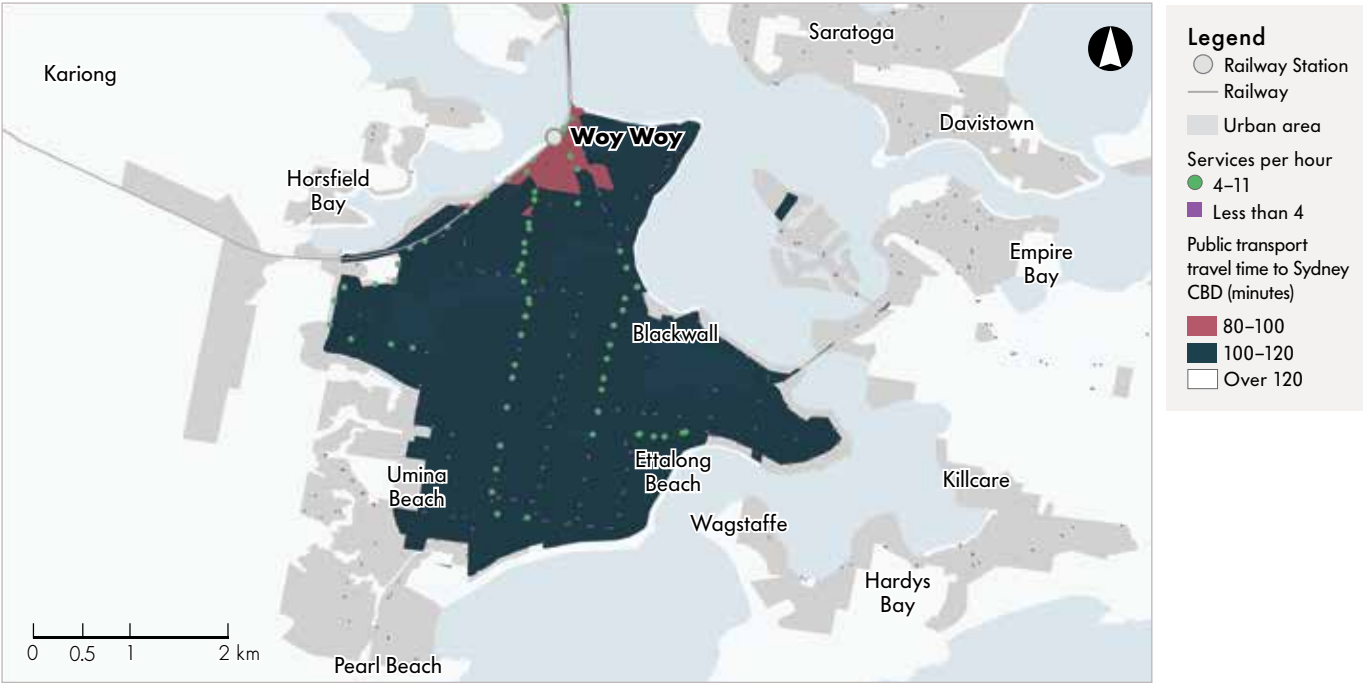 Kariong
Saratoga
Davistown
Woy Woy
Horsfield
Bay
Empire
Bay
Blackwall
Umina
Beach
Ettalong
Beach
Killcare
Wagstaffe
Hardys
Bay
Pearl Beach
0 0.5 1 2 km
Legend
Railway Station
Railway
Urban area
Services per hour
4–11
Less than 4
Public transport
travel time to Sydney
CBD (minutes)
80–100
100–120
Over 120